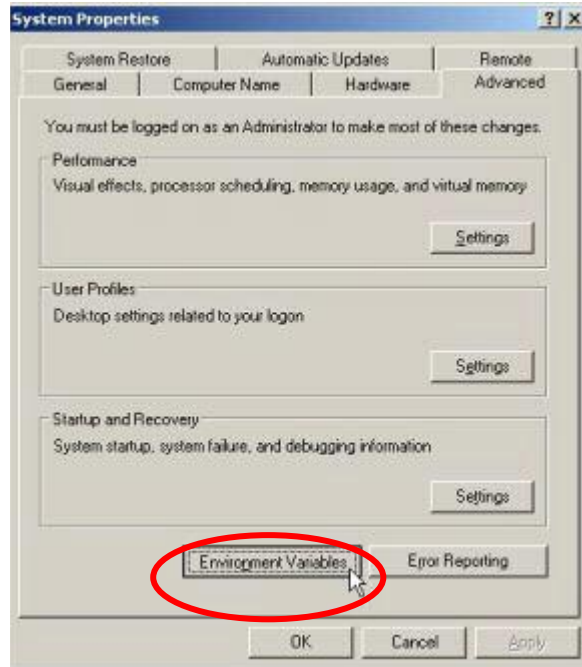 System Properties
System Restore Automatic Updates Remote
General Computer Name Hardware Advanced
You must be logged on as an Administrator to make most of these changes.
Performance
Visual effects, processor scheduling, memory usage, and virtual memory
Settings
User Profiles
Desktop settings related to your logon
Settings
Startup and Recovery
System startup, system failure, and debugging information
Settings
Environment Variables Error Reporting
OK Cancel Apply